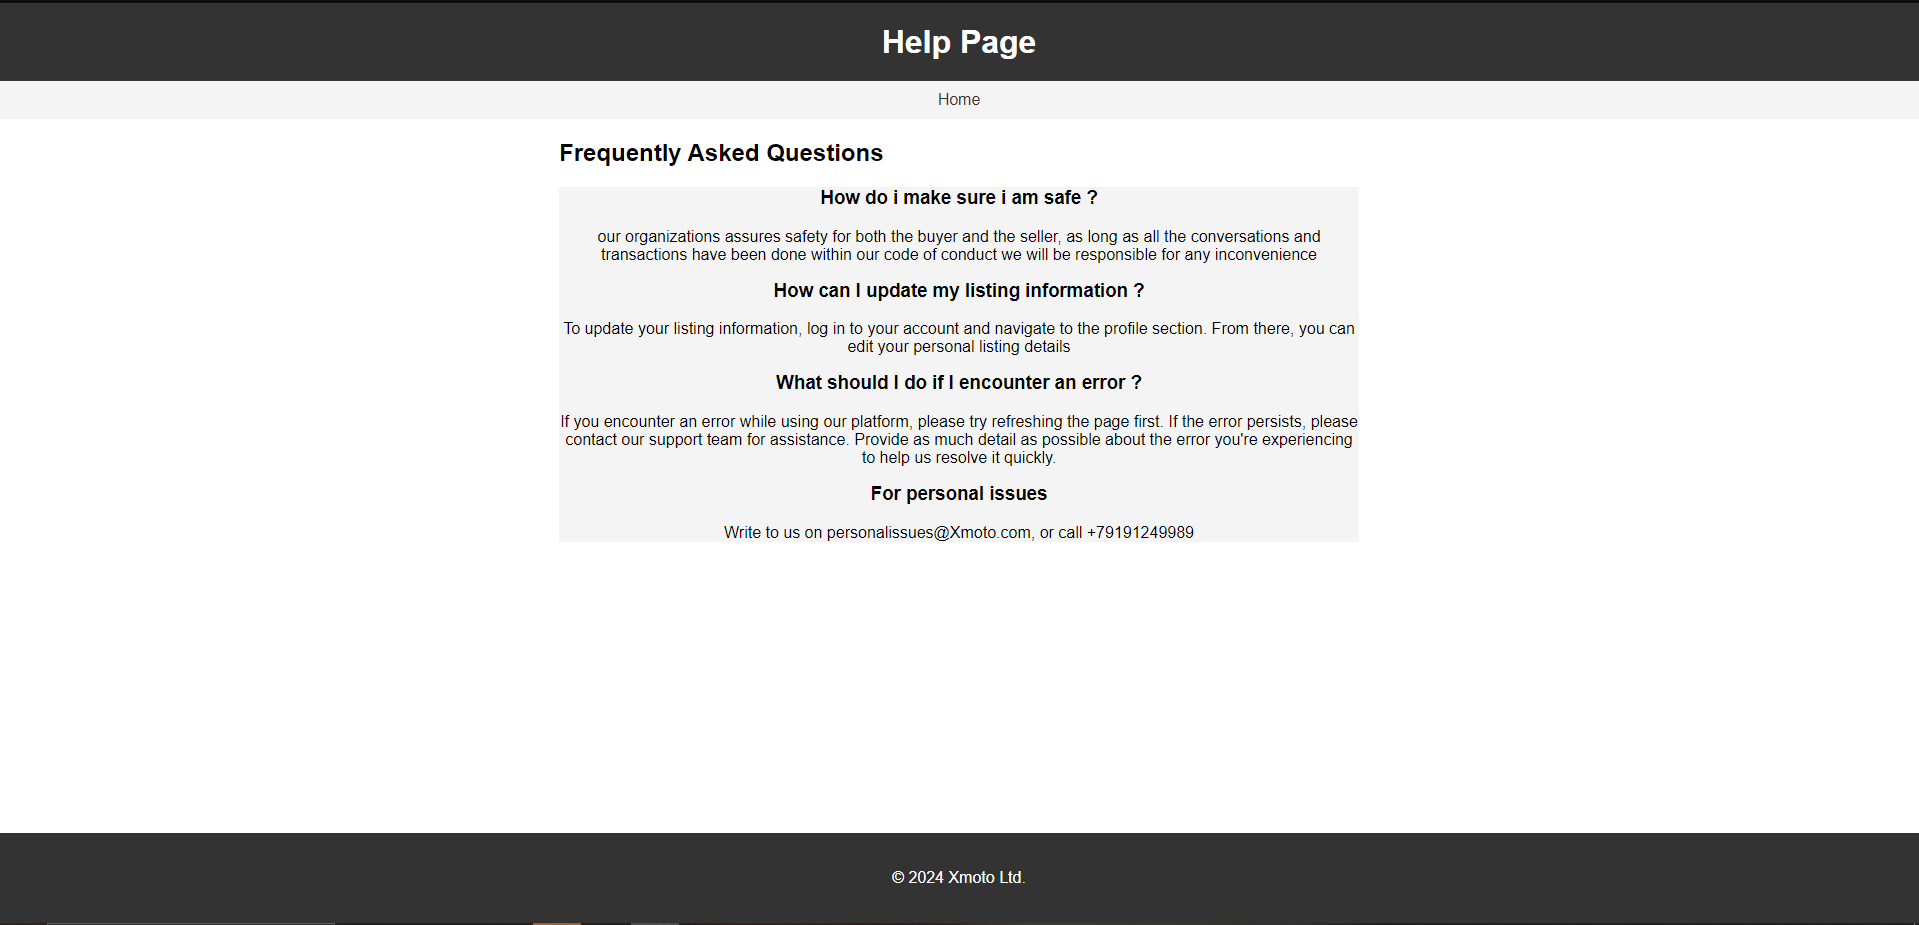 Help Page
Home
Frequently Asked Questions
How do i make sure i am safe ?
our organizations assures safety for both the buyer and the seller, as long as all the conversations and
transactions have been done within our code of conduct we will be responsible for any inconvenience
How can I update my listing information ?
To update your listing information, log in to your account and navigate to the profile section. From there, you can
edit your personal listing details
What should I do if I encounter an error ?
If you encounter an error while using our platform, please try refreshing the page first. If the error persists, please
contact our support team for assistance. Provide as much detail as possible about the error you're experiencing
to help us resolve it quickly.
For personal issues
Write to us on personalissues@Xmoto.com, or call +79191249989
© 2024 Xmoto Ltd.